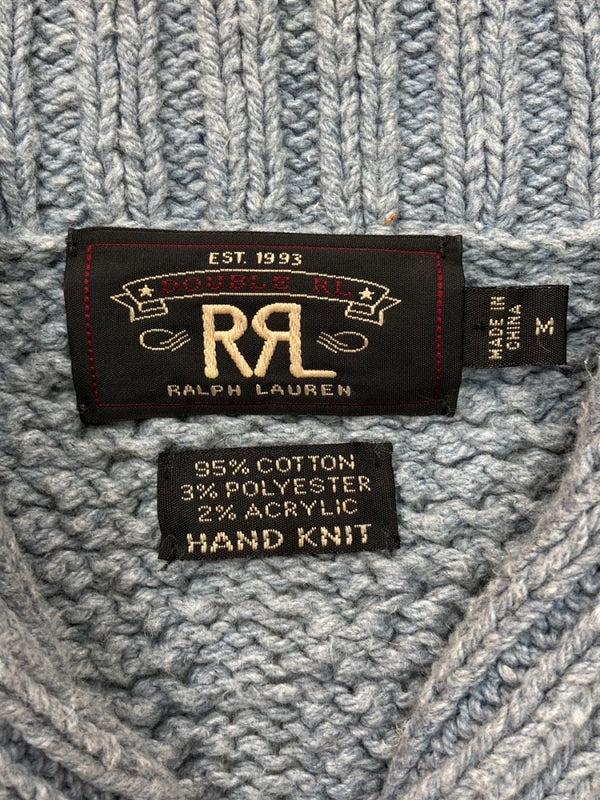 EST. 1993
DOUBLE RL
RRL
RALPH LAUREN
MADE IN
CHINA
M
95% COTTON
3% POLYESTER
2% ACRYLIC
HAND KNIT